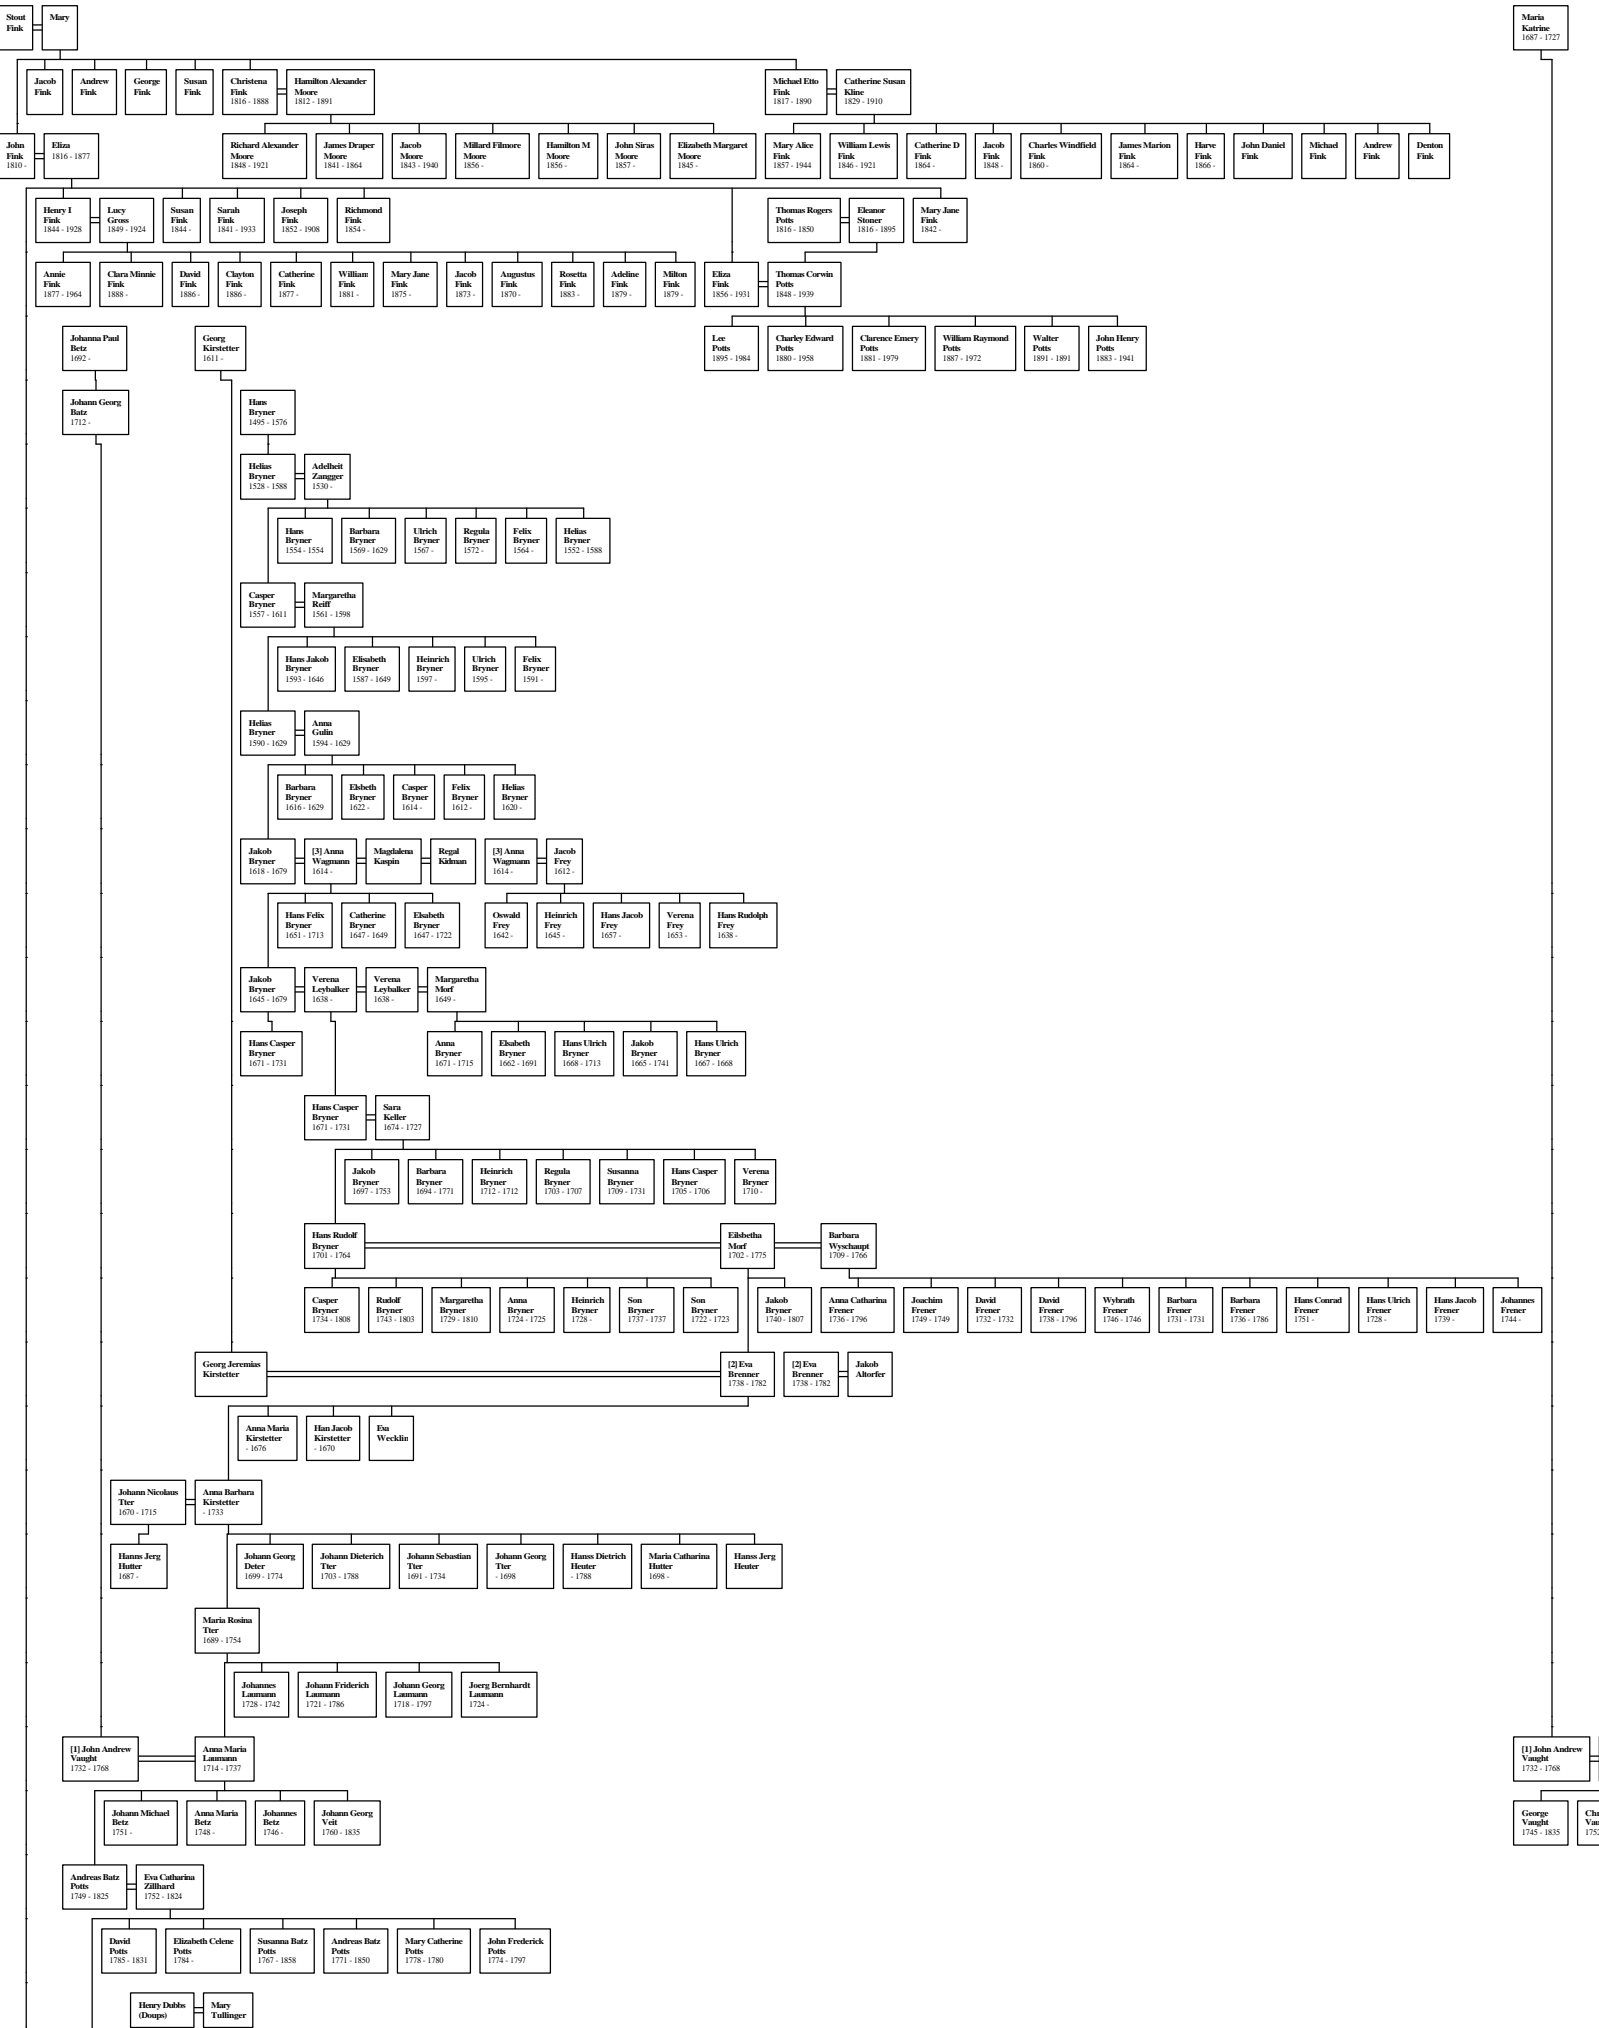 Stout
Fink
Mary
Maria
Katrine
1687 - 1727
Jacob
Fink
Andrew
Fink
George
Fink
Susan
Fink
Christena
Fink
1816 - 1888
Hamilton Alexander
Moore
1812 - 1891
Michael Etto
Fink
1817 - 1890
Catherine Susan
Kline
1829 - 1910
John
Fink
1810 -
Eliza
1816 - 1877
Richard Alexander
Moore
1848 - 1921
James Draper
Moore
1841 - 1864
Jacob
Moore
1843 - 1940
Millard Filmore
Moore
1856 -
Hamilton M
Moore
1856 -
John Siras
Moore
1857 -
Elizabeth Margaret
Moore
1845 -
Mary Alice
Fink
1857 - 1944
William Lewis
Fink
1846 - 1921
Catherine D
Fink
1864 -
Jacob
Fink
1848 -
Charles Windfield
Fink
1860 -
James Marion
Fink
1864 -
Harve
Fink
1866 -
John Daniel
Fink
Michael
Fink
Andrew
Fink
Denton
Fink
Henry I
Fink
1844 - 1928
Lucy
Gross
1849 - 1924
Susan
Fink
1844 -
Sarah
Fink
1841 - 1933
Joseph
Fink
1852 - 1908
Richmond
Fink
1854 -
Thomas Rogers
Potts
1816 - 1850
Eleanor
Stoner
1816 - 1895
Mary Jane
Fink
1842 -
Annie
Fink
1877 - 1964
Clara Minnie
Fink
1888 -
David
Fink
1886 -
Clayton
Fink
1886 -
Catherine
Fink
1877 -
William
Fink
1881 -
Mary Jane
Fink
1875 -
Jacob
Fink
1873 -
Augustus
Fink
1870 -
Rosetta
Fink
1883 -
Adeline
Fink
1879 -
Milton
Fink
1879 -
Eliza
Fink
1856 - 1931
Thomas Corwin
Potts
1848 - 1939
Johanna Paul
Betz
1692 -
Georg
Kirstetter
1611 -
Lee
Potts
1895 - 1984
Charley Edward
Potts
1880 - 1958
Clarence Emery
Potts
1881 - 1979
William Raymond
Potts
1887 - 1972
Walter
Potts
1891 - 1891
John Henry
Potts
1883 - 1941
Johann Georg
Batz
1712 -
Hans
Bryner
1495 - 1576
Helias
Bryner
1528 - 1588
Adelheit
Zangger
1530 -
Hans
Bryner
1554 - 1554
Barbara
Bryner
1569 - 1629
Ulrich
Bryner
1567 -
Regula
Bryner
1572 -
Felix
Bryner
1564 -
Helias
Bryner
1552 - 1588
Casper
Bryner
1557 - 1611
Margaretha
Reiff
1561 - 1598
Hans Jakob
Bryner
1593 - 1646
Elisabeth
Bryner
1587 - 1649
Heinrich
Bryner
1597 -
Ulrich
Bryner
1595 -
Felix
Bryner
1591 -
Helias
Bryner
1590 - 1629
Anna
Gulin
1594 - 1629
Barbara
Bryner
1616 - 1629
Elsbeth
Bryner
1622 -
Casper
Bryner
1614 -
Felix
Bryner
1612 -
Helias
Bryner
1620 -
Jakob
Bryner
1618 - 1679
[3] Anna
Wagmann
1614 -
Magdalena
Kaspin
Regal
Kidman
[3] Anna
Wagmann
1614 -
Jacob
Frey
1612 -
Hans Felix
Bryner
1651 - 1713
Catherine
Bryner
1647 - 1649
Elsabeth
Bryner
1647 - 1722
Oswald
Frey
1642 -
Heinrich
Frey
1645 -
Hans Jacob
Frey
1657 -
Verena
Frey
1653 -
Hans Rudolph
Frey
1638 -
Jakob
Bryner
1645 - 1679
Verena
Leybalker
1638 -
Verena
Leybalker
1638 -
Margaretha
Morf
1649 -
Hans Casper
Bryner
1671 - 1731
Anna
Bryner
1671 - 1715
Elsabeth
Bryner
1662 - 1691
Hans Ulrich
Bryner
1668 - 1713
Jakob
Bryner
1665 - 1741
Hans Ulrich
Bryner
1667 - 1668
Hans Casper
Bryner
1671 - 1731
Sara
Keller
1674 - 1727
Jakob
Bryner
1697 - 1753
Barbara
Bryner
1694 - 1771
Heinrich
Bryner
1712 - 1712
Regula
Bryner
1703 - 1707
Susanna
Bryner
1709 - 1731
Hans Casper
Bryner
1705 - 1706
Verena
Bryner
1710 -
Hans Rudolf
Bryner
1701 - 1764
Eilsbetha
Morf
1702 - 1775
Barbara
Wyschaupt
1709 - 1766
Casper
Bryner
1734 - 1808
Rudolf
Bryner
1743 - 1803
Margaretha
Bryner
1729 - 1810
Anna
Bryner
1724 - 1725
Heinrich
Bryner
1728 -
Son
Bryner
1737 - 1737
Son
Bryner
1722 - 1723
Jakob
Bryner
1740 - 1807
Anna Catharina
Frener
1736 - 1796
Joachim
Frener
1749 - 1749
David
Frener
1732 - 1732
David
Frener
1738 - 1796
Wybrath
Frener
1746 - 1746
Barbara
Frener
1731 - 1731
Barbara
Frener
1736 - 1786
Hans Conrad
Frener
1751 -
Hans Ulrich
Frener
1728 -
Hans Jacob
Frener
1739 -
Johannes
Frener
1744 -
Georg Jeremias
Kirstetter
[2] Eva
Brenner
1738 - 1782
[2] Eva
Brenner
1738 - 1782
Jakob
Altorfer
Anna Maria
Kirstetter
- 1676
Han Jacob
Kirstetter
- 1670
Eva
Wecklin
Johann Nicolaus
Tter
1670 - 1715
Anna Barbara
Kirstetter
- 1733
Hanns Jerg
Hutter
1687 -
Johann Georg
Deter
1699 - 1774
Johann Dieterich
Tter
1703 - 1788
Johann Sebastian
Tter
1691 - 1734
Johann Georg
Tter
- 1698
Hanss Dietrich
Heuter
- 1788
Maria Catharina
Hutter
1698 -
Hanss Jerg
Heuter
Maria Rosina
Tter
1689 - 1754
Johannes
Laumann
1728 - 1742
Johann Friderich
Laumann
1721 - 1786
Johann Georg
Laumann
1718 - 1797
Joerg Bernhardt
Laumann
1724 -
[1] John Andrew
Vaught
1732 - 1768
Anna Maria
Laumann
1714 - 1737
[1] John Andrew
Vaught
1732 - 1768
Johann Michael
Betz
1751 -
Anna Maria
Betz
1748 -
Johannes
Betz
1746 -
Johann Georg
Veit
1760 - 1835
George
Vaught
1745 - 1835
Chr
Vau
1752
Andreas Batz
Potts
1749 - 1825
Eva Catharina
Zillhard
1752 - 1824
David
Potts
1785 - 1831
Elizabeth Celene
Potts
1784 -
Susanna Batz
Potts
1767 - 1858
Andreas Batz
Potts
1771 - 1850
Mary Catherine
Potts
1778 - 1780
John Frederick
Potts
1774 - 1797
Henry Dubbs
(Doups)
Mary
Tullinger